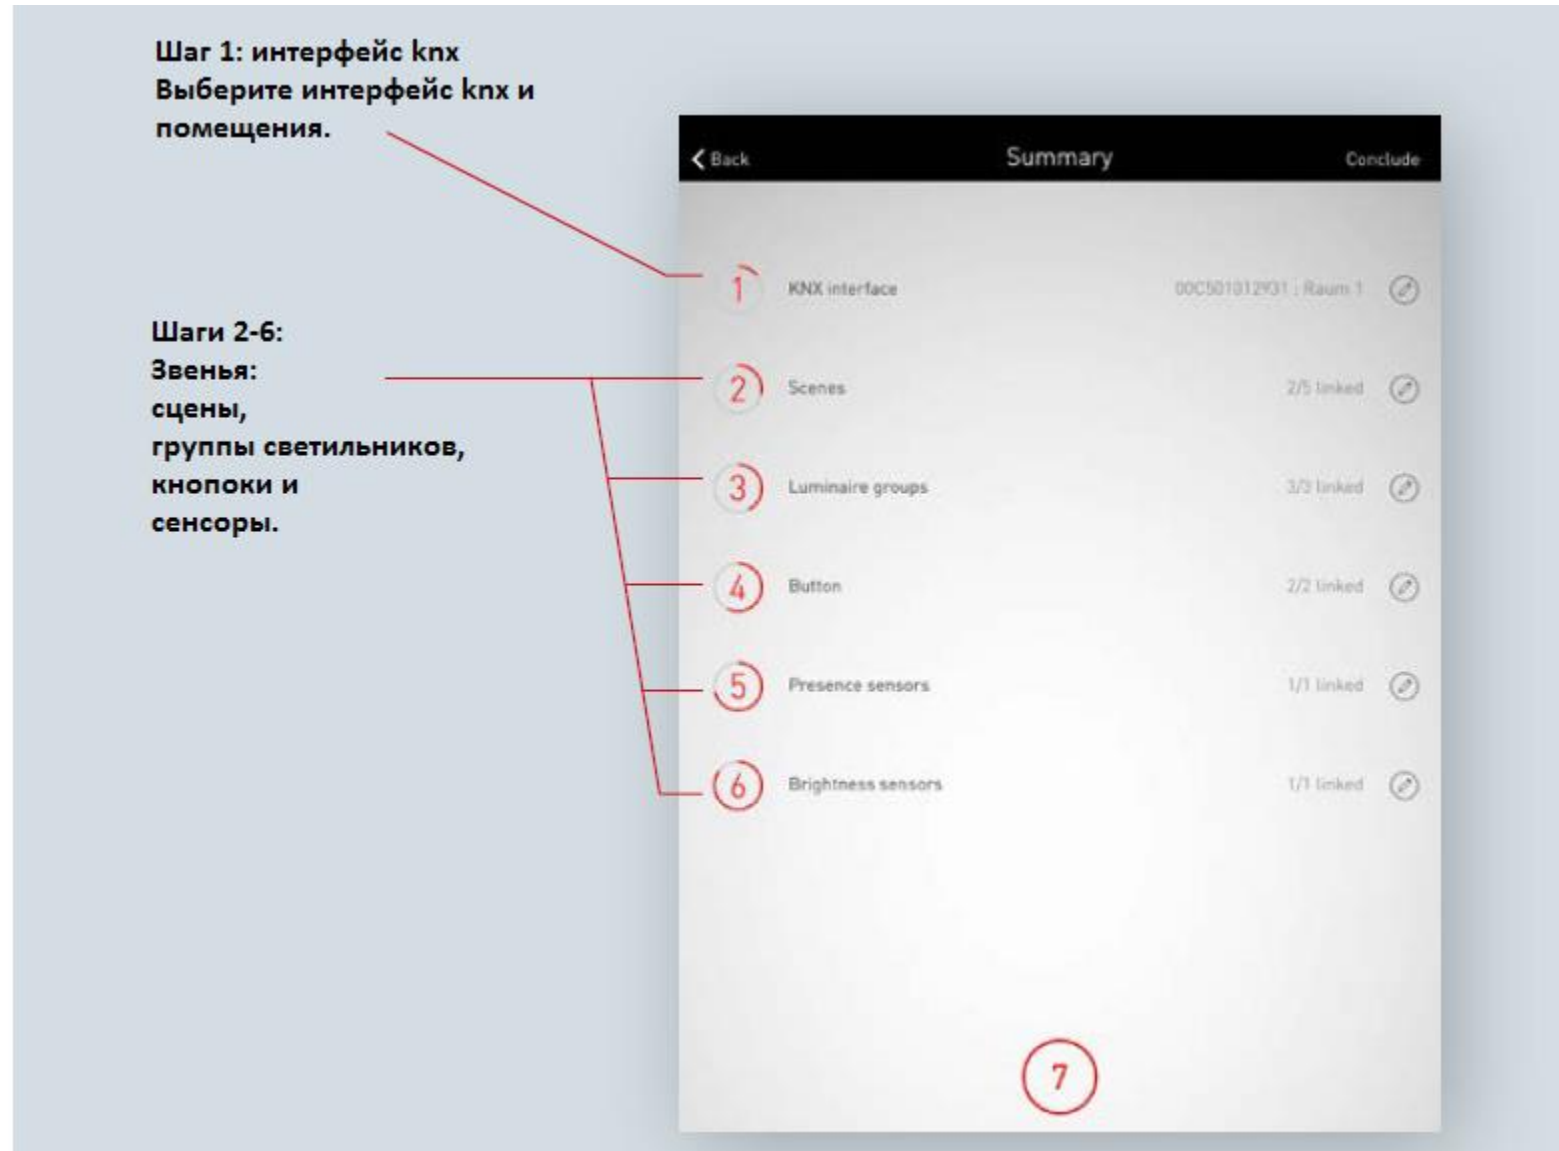 Шаг 1: интерфейс knx
Выберите интерфейс knx и
помещения.
Back Summary Conclude
1 KNX interface 00C501012931 : Raum 1
Шаги 2-6:
Звенья:
сцены,
группы светильников,
кнопоки и
сенсоры.
2 Scenes 2/5 linked
3 Luminaire groups 3/3 linked
4 Button 2/2 linked
5 Presence sensors 1/1 linked
6 Brightness sensors 1/1 linked
7